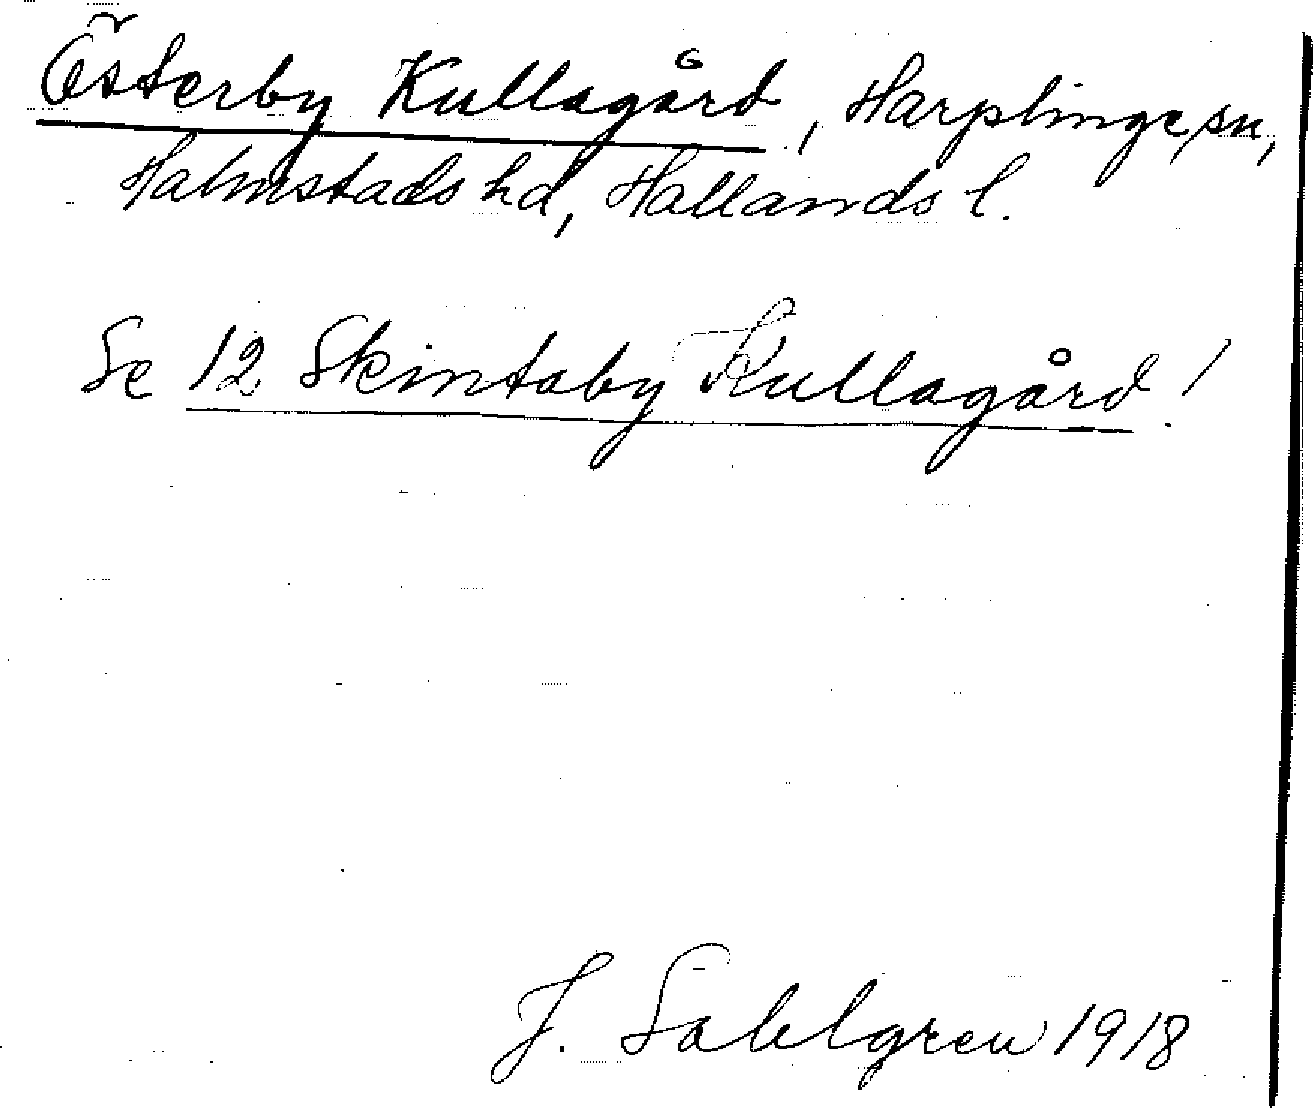 Österby Kullagård, Harplinge sn,
Halmstads hd, Hallands l.
Se 12 Skintaby Kullagård!
J. Sahlgren 1918